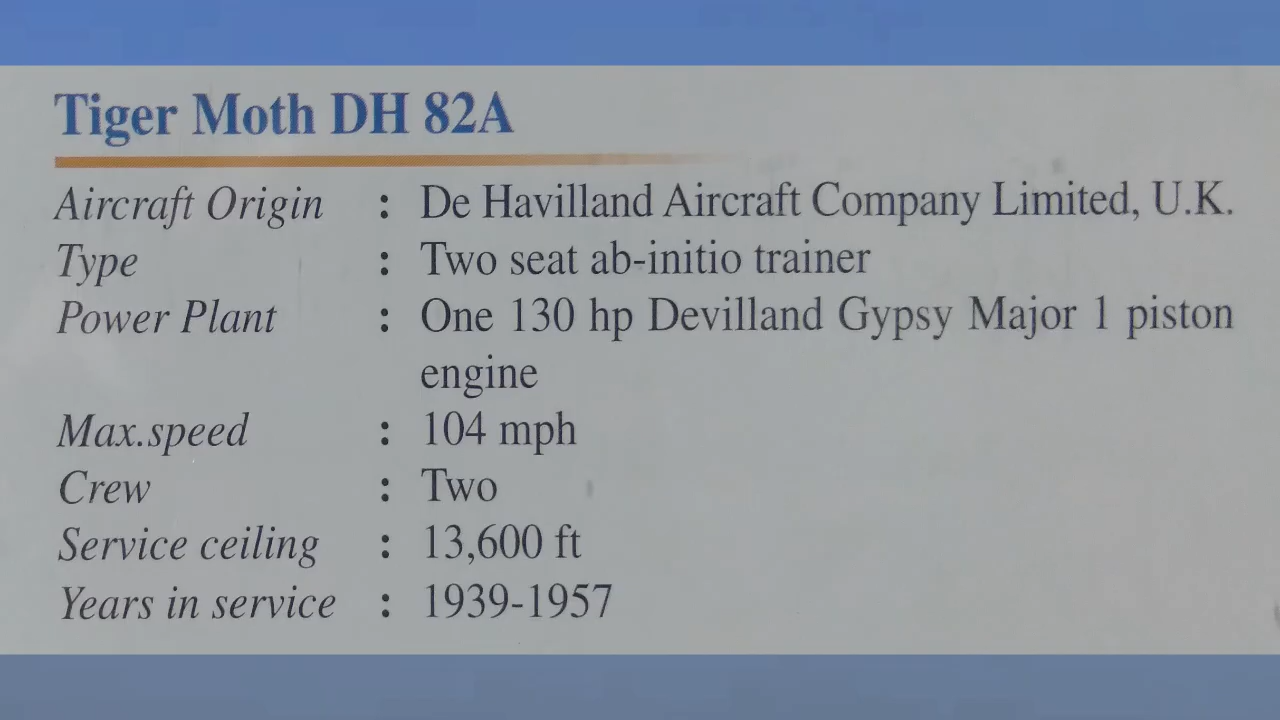 Tiger Moth DH 82A
Aircraft Origin : De Havilland Aircraft Company Limited, U.K.
Type : Two seat ab-initio trainer
Power Plant : One 130 hp Devilland Gypsy Major 1 piston
engine
Max.speed : 104 mph
Crew : Two
Service ceiling : 13,600 ft
Years in service : 1939-1957